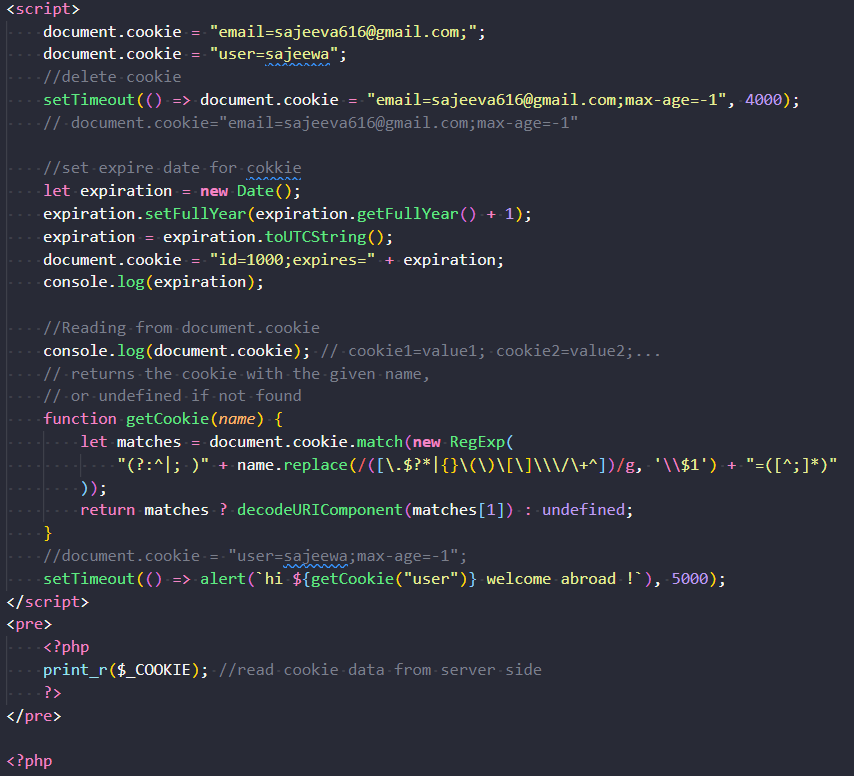 <script>
document.cookie = "email=sajeeva616@gmail.com;";
document.cookie = "user=sajeewa";
//delete cookie
setTimeout(() => document.cookie = "email=sajeeva616@gmail.com;max-age=-1", 4000);
// document.cookie="email=sajeeva616@gmail.com;max-age=-1"
//set expire date for cokkie
let expiration = new Date();
expiration.setFullYear(expiration.getFullYear() + 1);
expiration = expiration.toUTCString();
document.cookie = "id=1000;expires=" + expiration;
console.log(expiration);
//Reading from document.cookie
console.log(document.cookie); // cookie1=value1; cookie2=value2;...
// returns the cookie with the given name,
// or undefined if not found
function getCookie(name) {
let matches = document.cookie.match(new RegExp(
"(?:^|; )" + name.replace(/([\.$?*|{}\(\)\[\]\\\/\+^])/g, '\\$1') + "=([^;]*)"
));
return matches ? decodeURIComponent(matches[1]) : undefined;
}
//document.cookie = "user=sajeewa;max-age=-1";
setTimeout(() => alert(`hi ${getCookie("user")} welcome abroad !`), 5000);
</script>
<pre>
<?php
print_r($_COOKIE); //read cookie data from server side
?>
</pre>
<?php